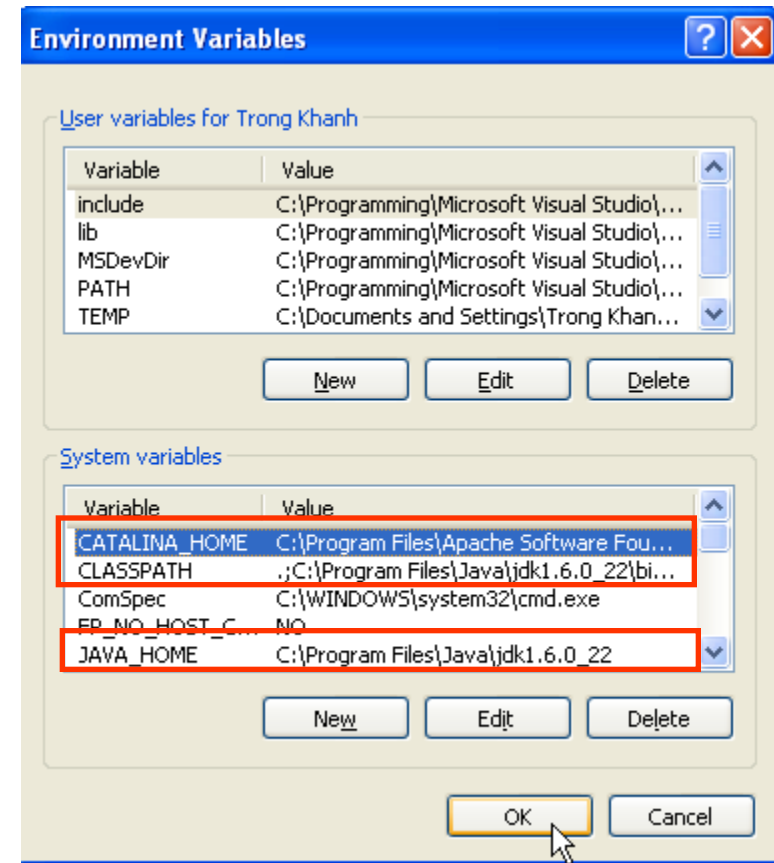 Environment Variables
User variables for Trong Khanh
Variable Value
include C:\Programming\Microsoft Visual Studio\...
lib C:\Programming\Microsoft Visual Studio\...
MSDevDir C:\Programming\Microsoft Visual Studio\...
PATH C:\Programming\Microsoft Visual Studio\...
TEMP C:\Documents and Settings\Trong Khan...
New Edit Delete
System variables
Variable Value
CATALINA_HOME C:\Program Files\Apache Software Fou...
CLASSPATH .;C:\Program Files\Java\jdk1.6.0_22\bi...
ComSpec C:\WINDOWS\system32\cmd.exe
FP_NO_HOST_C... NO
JAVA_HOME C:\Program Files\Java\jdk1.6.0_22
New Edit Delete
OK Cancel